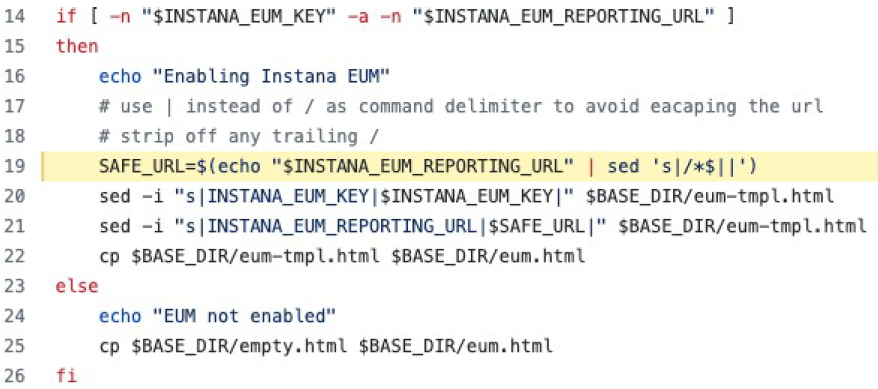 14 if [ -n "$INSTANA_EUM_KEY" -a -n "$INSTANA_EUM_REPORTING_URL" ]
15 then
16     echo "Enabling Instana EUM"
17     # use | instead of / as command delimiter to avoid eacaping the url
18     # strip off any trailing /
19     SAFE_URL=$(echo "$INSTANA_EUM_REPORTING_URL" | sed 's|/*$||')
20     sed -i "s|INSTANA_EUM_KEY|$INSTANA_EUM_KEY|" $BASE_DIR/eum-tmpl.html
21     sed -i "s|INSTANA_EUM_REPORTING_URL|$SAFE_URL|" $BASE_DIR/eum-tmpl.html
22     cp $BASE_DIR/eum-tmpl.html $BASE_DIR/eum.html
23 else
24     echo "EUM not enabled"
25     cp $BASE_DIR/empty.html $BASE_DIR/eum.html
26 fi